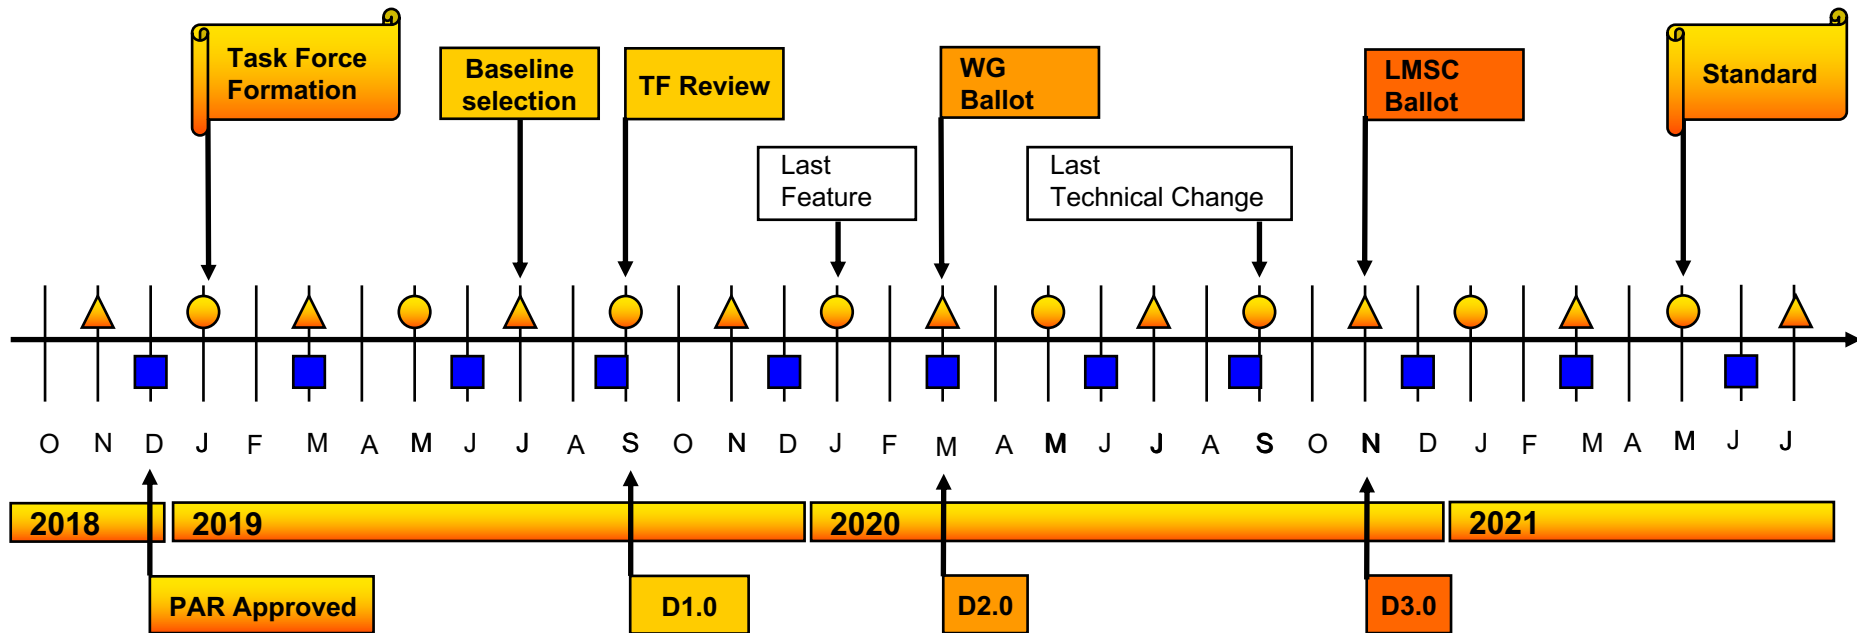 Task Force
Formation
Baseline
selection
TF Review
WG
Ballot
LMSC
Ballot
Standard
Last
Feature
Last
Technical Change
O N D J F M A M J J A S O N D J F M A M J J A S O N D J F M A M J J
2018 2019 2020 2021
PAR Approved D1.0 D2.0 D3.0